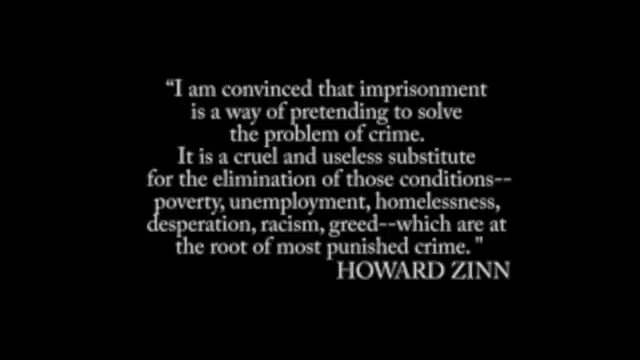 “I am convinced that imprisonment
is a way of pretending to solve
the problem of crime.
It is a cruel and useless substitute
for the elimination of those conditions--
poverty, unemployment, homelessness,
desperation, racism, greed--which are at
the root of most punished crime. "
HOWARD ZINN